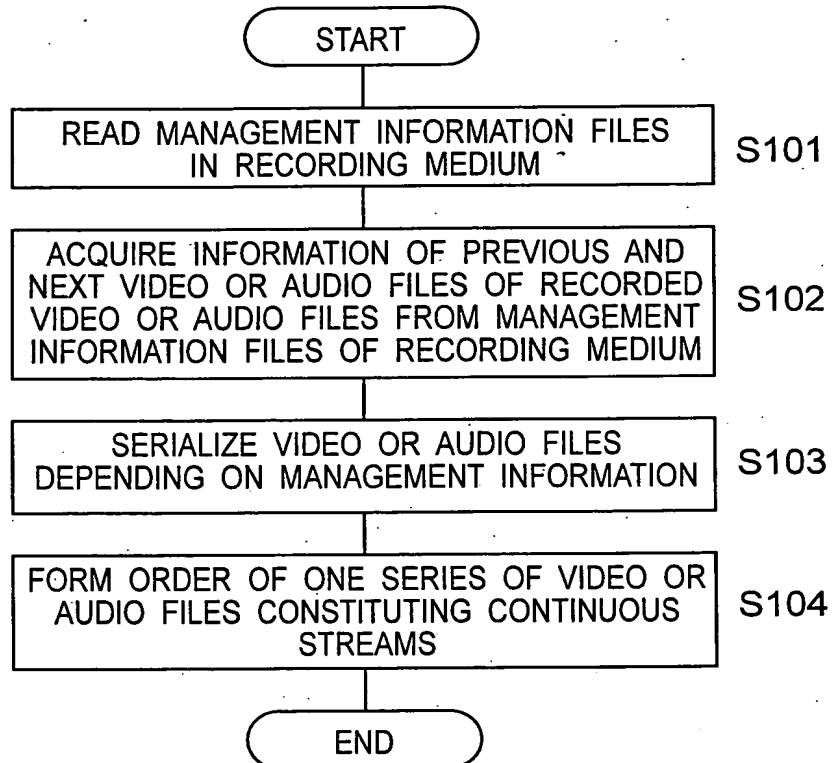 START
READ MANAGEMENT INFORMATION FILES
IN RECORDING MEDIUM
S101
ACQUIRE INFORMATION OF PREVIOUS AND
NEXT VIDEO OR AUDIO FILES OF RECORDED
VIDEO OR AUDIO FILES FROM MANAGEMENT
INFORMATION FILES OF RECORDING MEDIUM
S102
SERIALIZE VIDEO OR AUDIO FILES
DEPENDING ON MANAGEMENT INFORMATION
S103
FORM ORDER OF ONE SERIES OF VIDEO OR
AUDIO FILES CONSTITUTING CONTINUOUS
STREAMS
S104
END